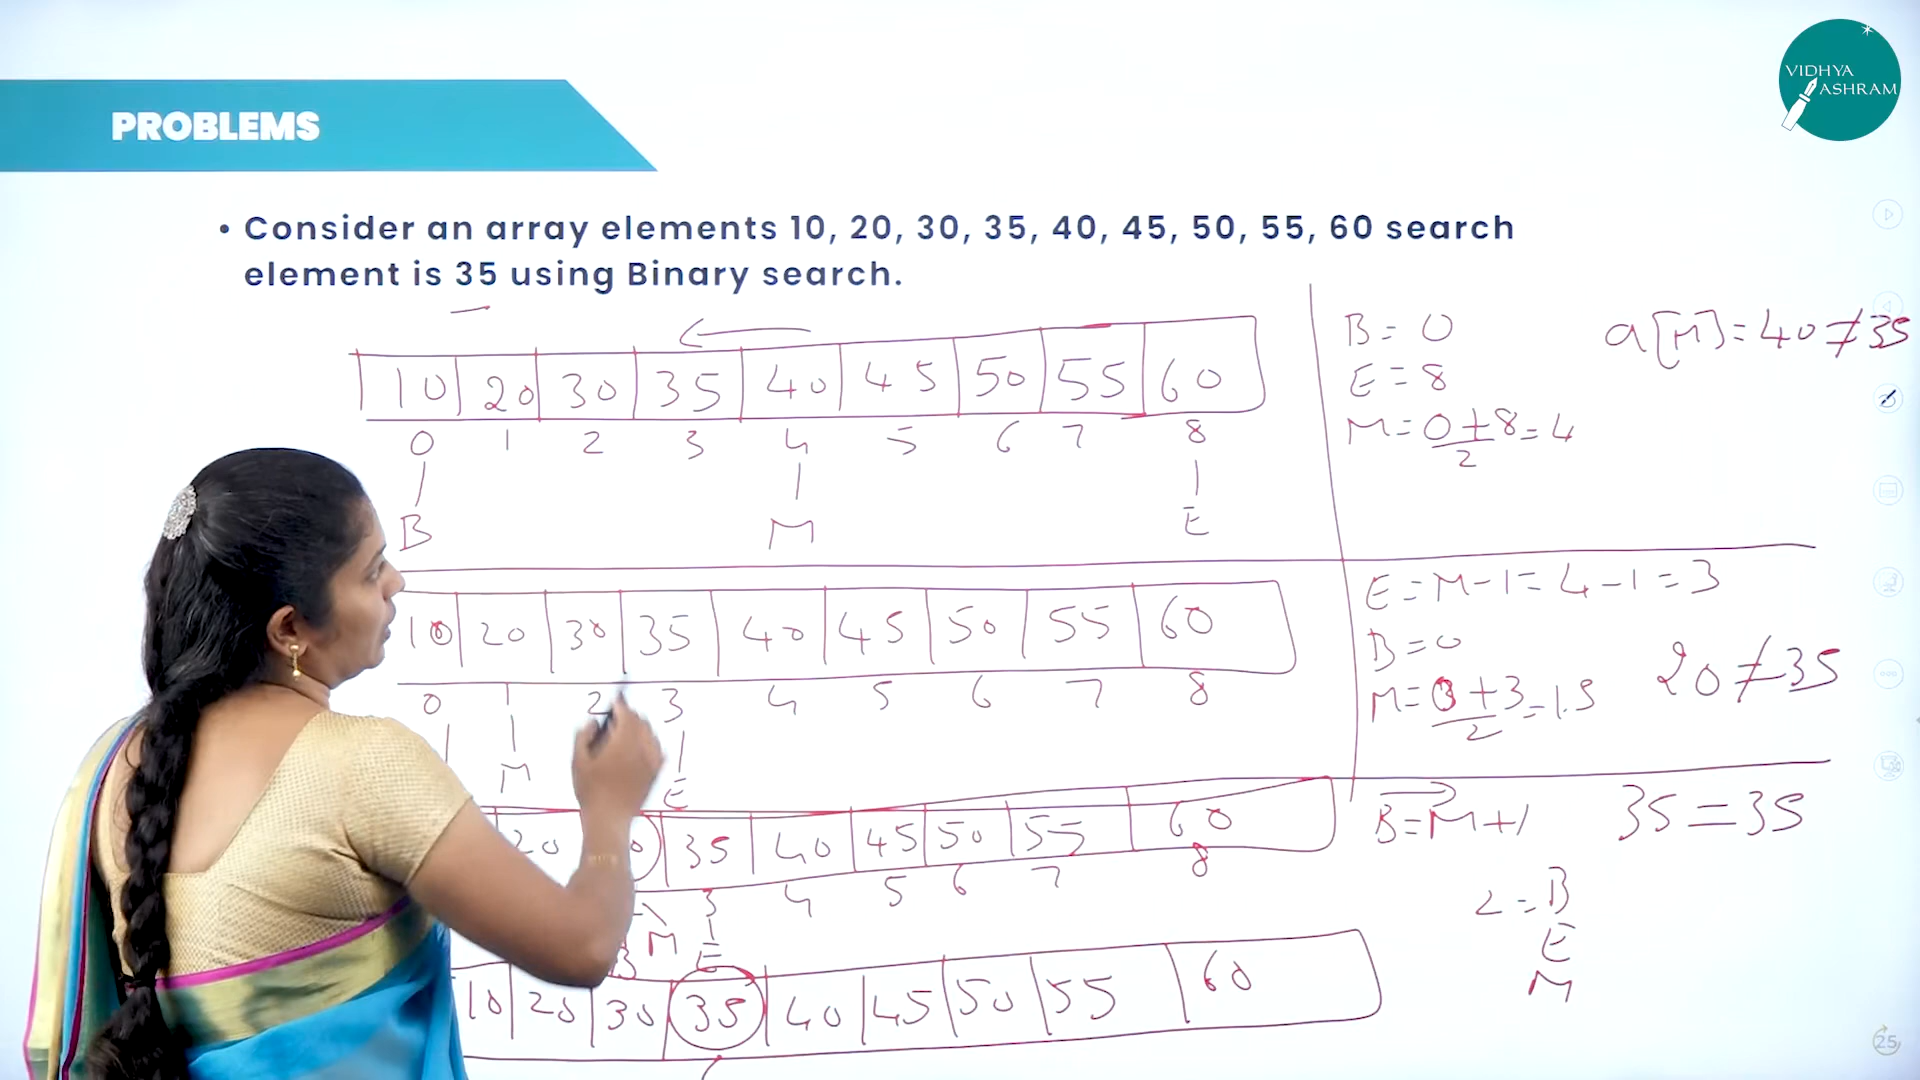 VIDHYA
ASHRAM
PROBLEMS
• Consider an array elements 10, 20, 30, 35, 40, 45, 50, 55, 60 search
element is 35 using Binary search.
10 20 30 35 40 45 50 55 60
0 1 2 3 4 5 6 7 8
B M E
B = 0
E = 8
M = 0 + 8 = 4
2
a[M] = 40 ≠ 35
10 20 30 35 40 45 50 55 60
0 1 2 3 4 5 6 7 8
M E
E = M - 1 = 4 - 1 = 3
B = 0
M = 0 + 3 = 1.5
2
20 ≠ 35
20 35 40 45 50 55 60
3 4 5 6 7 8
B M E
B = M + 1
35 = 35
2 = B
E
M
10 20 30 35 40 45 50 55 60
25